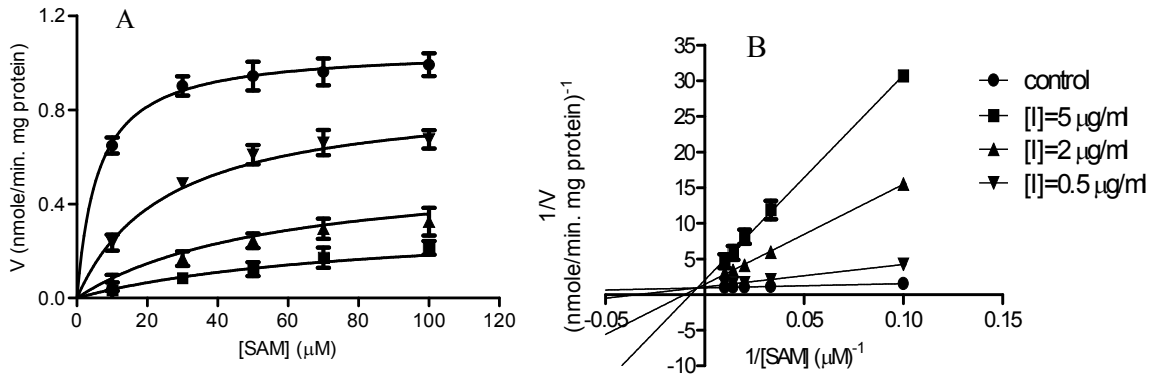 A
V (nmole/min. mg protein)
1.2
0.8
0.4
0.0
0 20 40 60 80 100 120
[SAM] (μM)
B
1/V
(nmole/min. mg protein)⁻¹
35
30
25
20
15
10
5
-5
-10
-0.05 0.05 0.10 0.15
1/[SAM] (μM)⁻¹
control
[I]=5 μg/ml
[I]=2 μg/ml
[I]=0.5 μg/ml